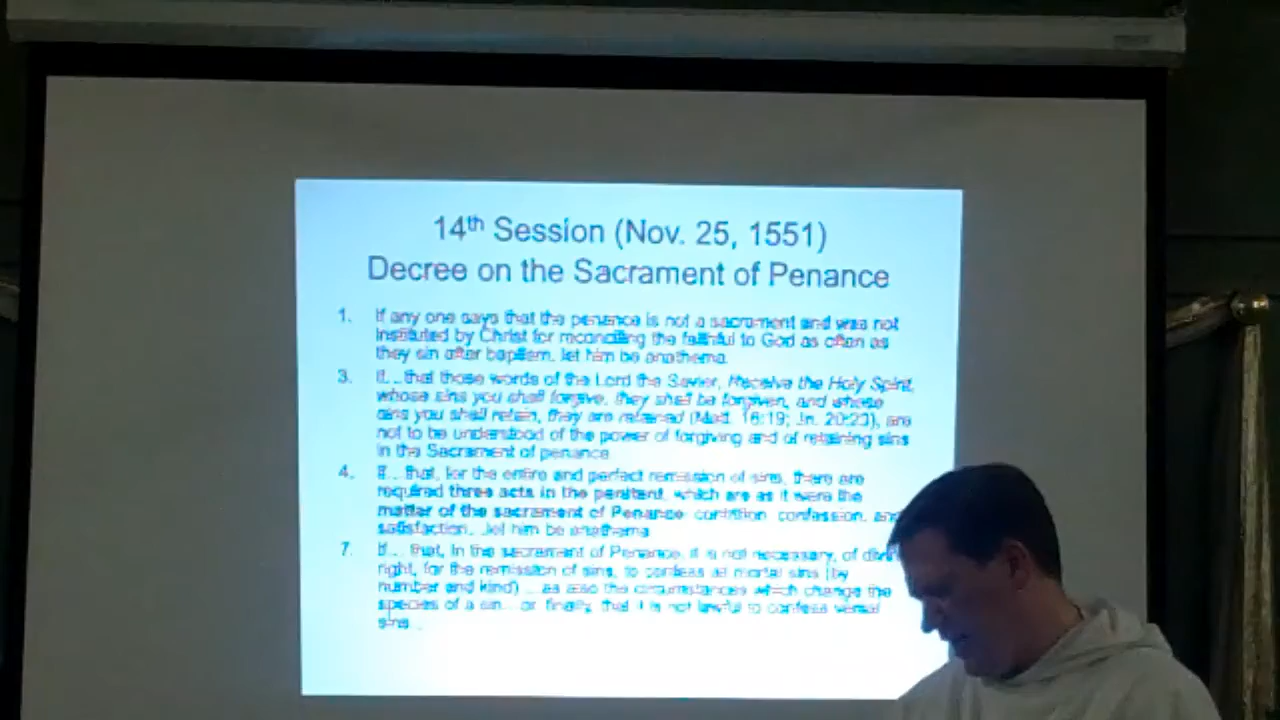 14th Session (Nov. 25, 1551)
Decree on the Sacrament of Penance
1. If any one says that the penance is not a sacrament and was not
instituted by Christ for reconciling the faithful to God as often as
they sin after baptism, let him be anathema.
3. If... that those words of the Lord the Savior, Receive the Holy Spirit,
whose sins you shall forgive, they shall be forgiven, and whose
sins you shall retain, they are retained (Matt. 16:19; Jn. 20:23), are
not to be understood of the power of forgiving and of retaining sins
in the Sacrament of penance
4. If... that, for the entire and perfect remission of sins, there are
required three acts in the penitent, which are as it were the
matter of the sacrament of Penance contrition confession, and
satisfaction... let him be anathema
7. If... that, in the sacrament of Penance, it is not necessary, of
right, for the remission of sins, to confess all mortal sins [by
number and kind) ... as also the circumstances which change the
species of a sin... or finally, that it is not lawful to confess venial
sins...